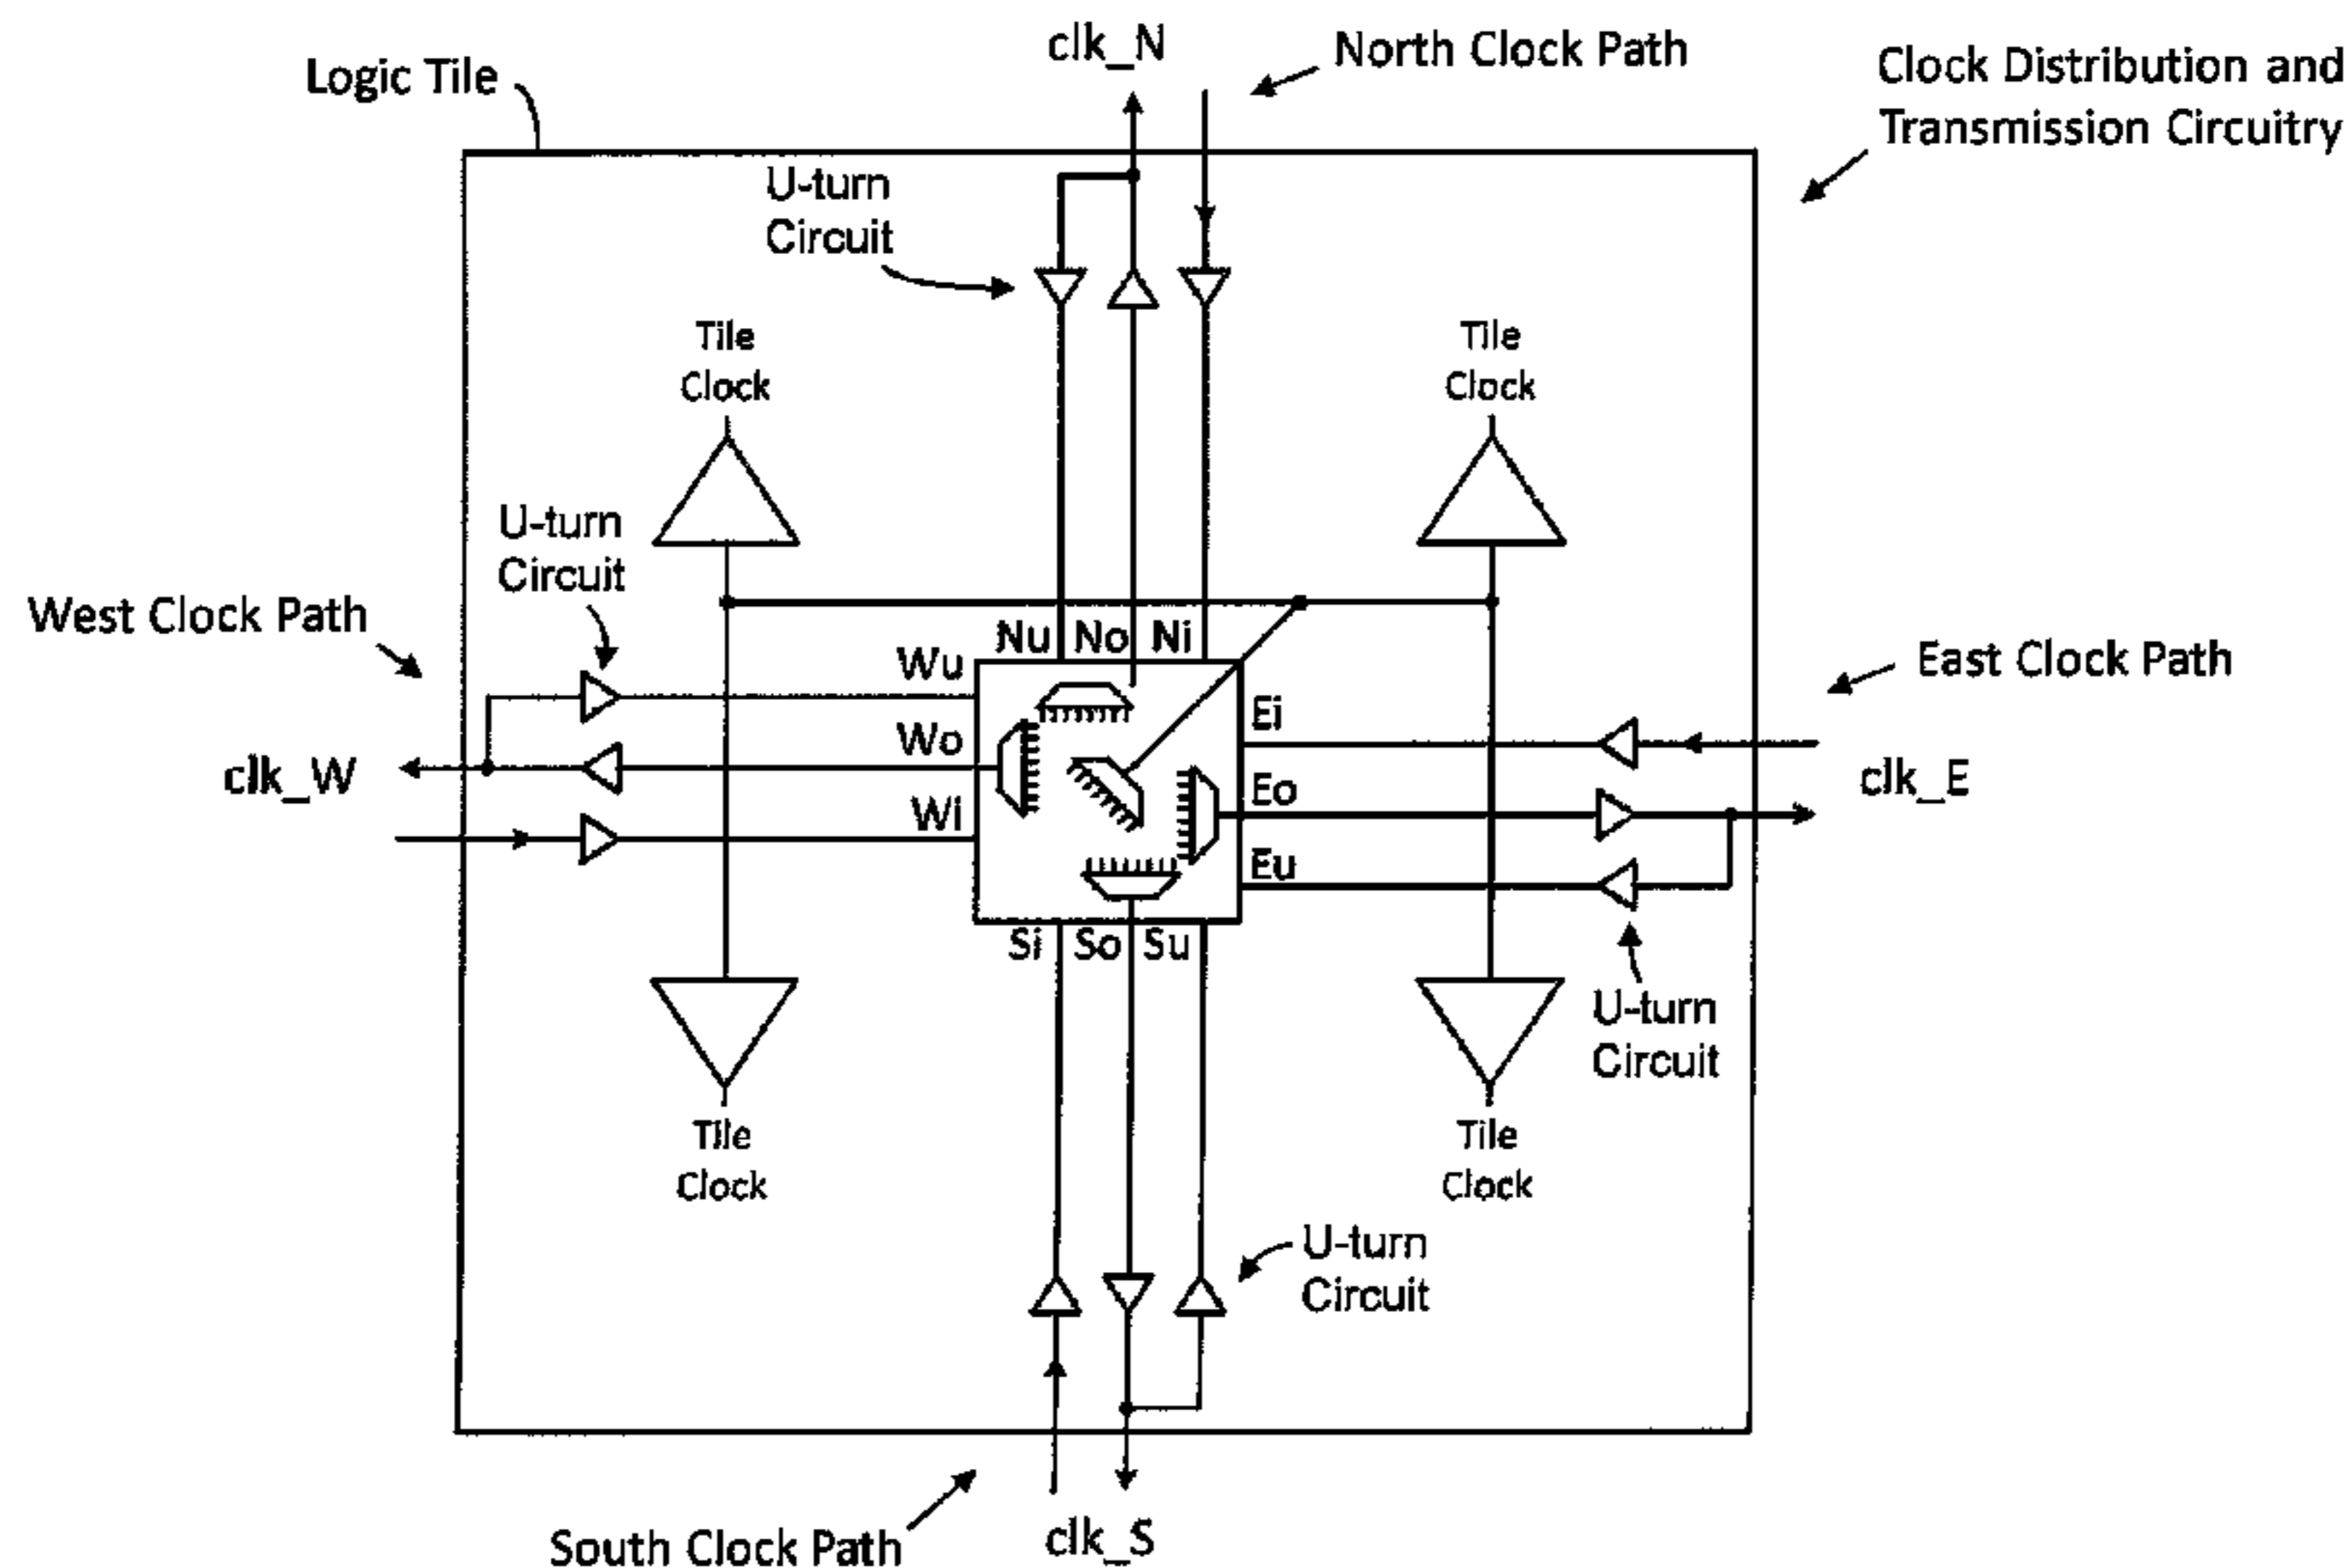 clk_N
North Clock Path
Logic Tile
Clock Distribution and
Transmission Circuitry
U-turn
Circuit
Tile
Clock
Tile
Clock
U-turn
Circuit
West Clock Path
Nu No Ni
Wu
East Clock Path
Ei
Wo
clk_W
clk_E
Eo
Wi
Eu
Si So Su
U-turn
Circuit
Tile
Clock
Tile
Clock
U-turn
Circuit
South Clock Path
clk_S